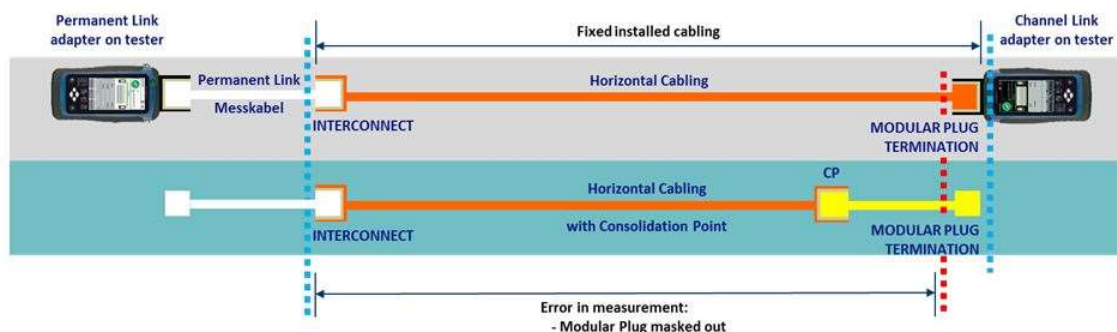 Permanent Link
adapter on tester
Fixed installed cabling
Channel Link
adapter on tester
Permanent Link
Messkabel
Horizontal Cabling
INTERCONNECT
MODULAR PLUG
TERMINATION
CP
Horizontal Cabling
with Consolidation Point
INTERCONNECT
MODULAR PLUG
TERMINATION
Error in measurement:
- Modular Plug masked out